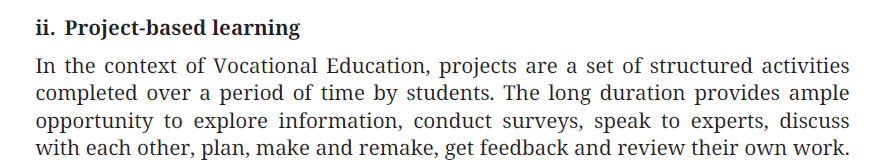 ii. Project-based learning
In the context of Vocational Education, projects are a set of structured activities
completed over a period of time by students. The long duration provides ample
opportunity to explore information, conduct surveys, speak to experts, discuss
with each other, plan, make and remake, get feedback and review their own work.